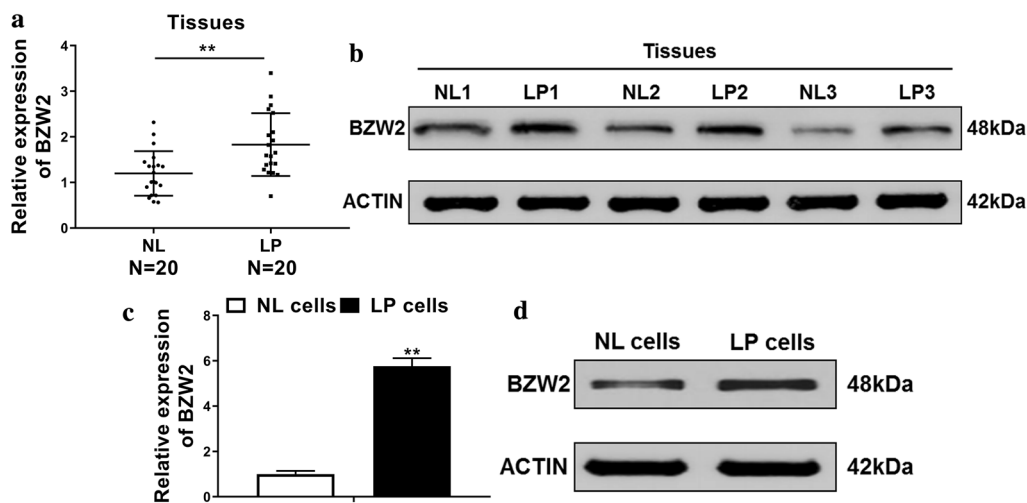 a
Tissues
**
Relative expression
of BZW2
4
3
2
1
0
NL
LP
N=20
N=20
b
Tissues
NL1 LP1 NL2 LP2 NL3 LP3
BZW2 48kDa
ACTIN 42kDa
c
NL cells LP cells
Relative expression
of BZW2
8
6
4
2
0
**
d
NL cells LP cells
BZW2 48kDa
ACTIN 42kDa